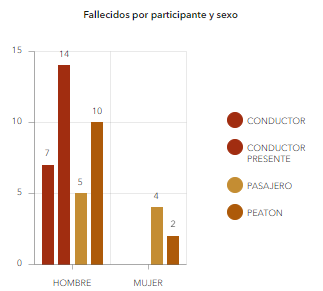 Fallecidos por participante y sexo
15
10
5
0
7
14
5
10
4
2
HOMBRE
MUJER
CONDUCTOR
CONDUCTOR
PRESENTE
PASAJERO
PEATON